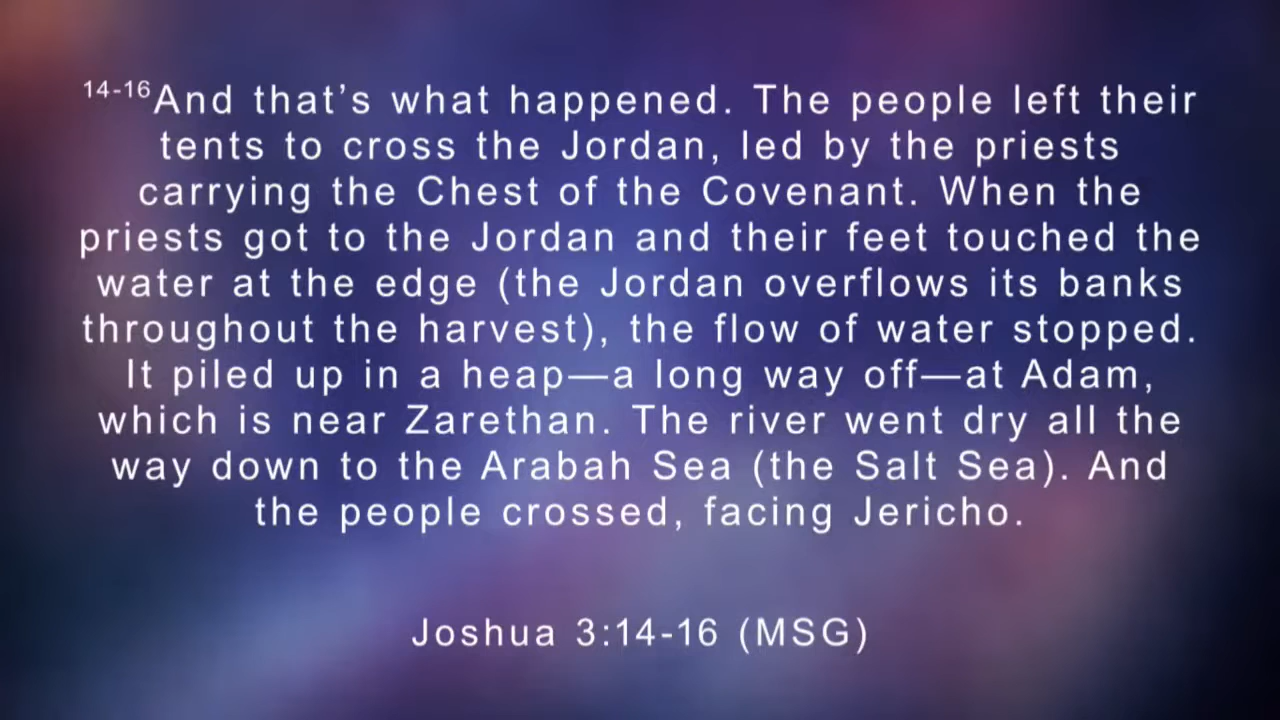 14-16And that’s what happened. The people left their
tents to cross the Jordan, led by the priests
carrying the Chest of the Covenant. When the
priests got to the Jordan and their feet touched the
water at the edge (the Jordan overflows its banks
throughout the harvest), the flow of water stopped.
It piled up in a heap—a long way off—at Adam,
which is near Zarethan. The river went dry all the
way down to the Arabah Sea (the Salt Sea). And
the people crossed, facing Jericho.
Joshua 3:14-16 (MSG)